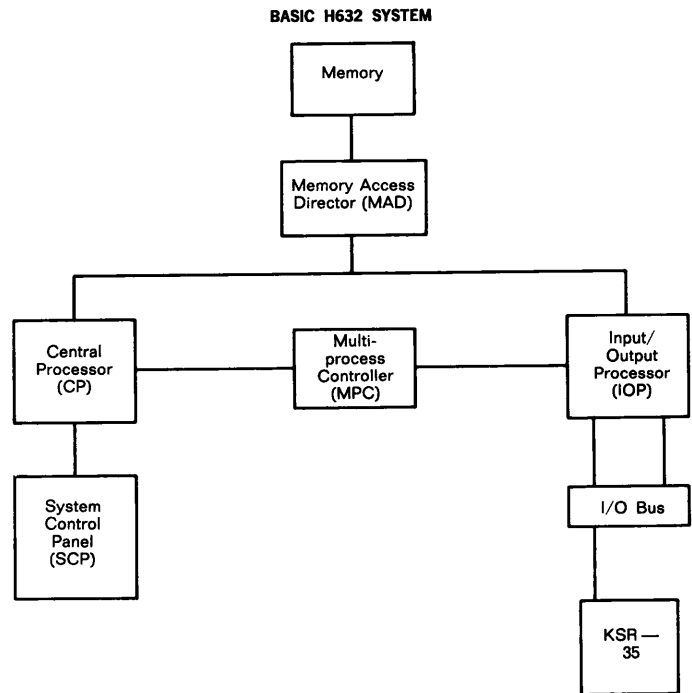 BASIC H632 SYSTEM
Memory
Memory Access
Director (MAD)
Central
Processor
(CP)
Multi-
process
Controller
(MPC)
Input/
Output
Processor
(IOP)
System
Control
Panel
(SCP)
I/O Bus
KSR —
35